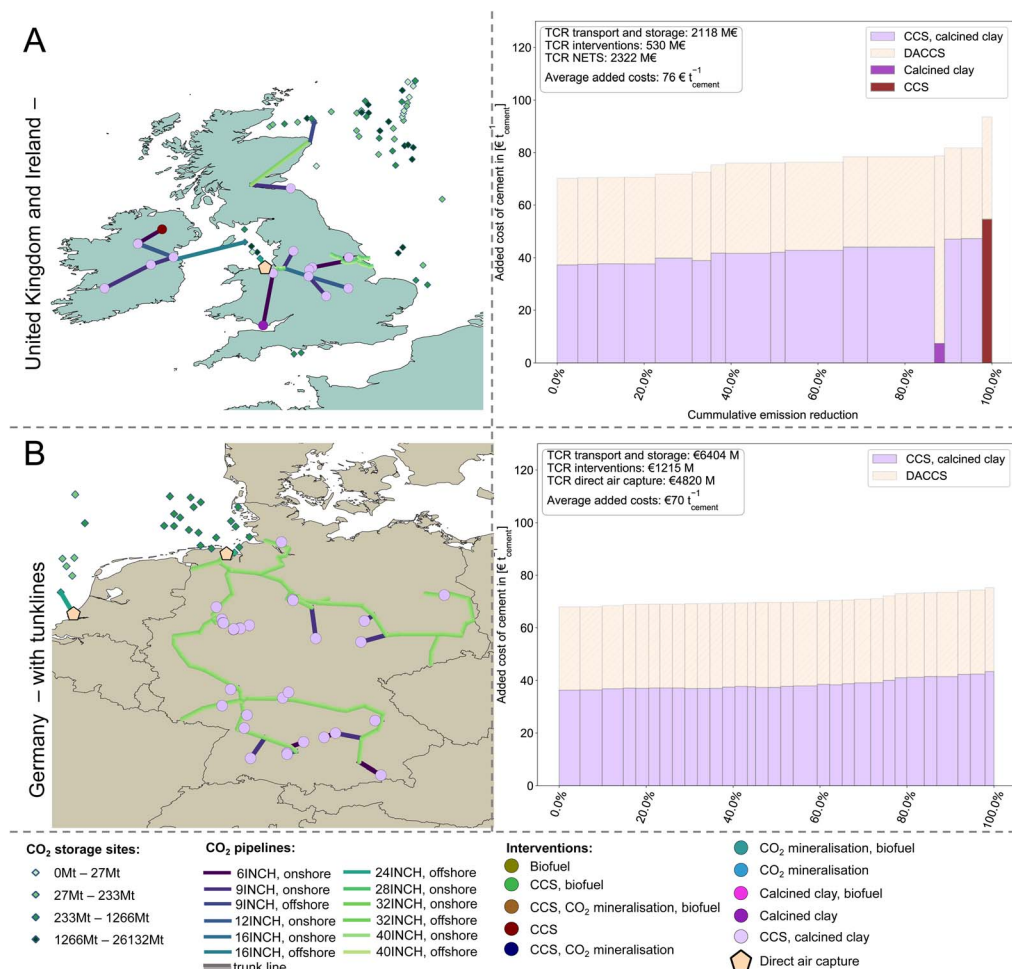 A
United Kingdom and Ireland –
TCR transport and storage: 2118 M€
TCR interventions: 530 M€
TCR NETS: 2322 M€
Average added costs: 76 € t⁻¹cement
CCS, calcined clay
DACCS
Calcined clay
CCS
Added cost of cement in [€ t⁻¹cement]
120
100
80
60
40
20
0
0.0%
20.0%
40.0%
60.0%
80.0%
100.0%
Cummulative emission reduction
B
Germany – with tunklines
TCR transport and storage: €6404 M
TCR interventions: €1215 M
TCR direct air capture: €4820 M
Average added costs: €70 t⁻¹cement
CCS, calcined clay
DACCS
Added cost of cement in [€ t⁻¹cement]
120
100
80
60
40
20
0
0.0%
20.0%
40.0%
60.0%
80.0%
100.0%
CO₂ storage sites:
0Mt – 27Mt
27Mt – 233Mt
233Mt – 1266Mt
1266Mt – 26132Mt
CO₂ pipelines:
6INCH, onshore
9INCH, onshore
9INCH, offshore
12INCH, onshore
16INCH, onshore
16INCH, offshore
trunk line
24INCH, offshore
28INCH, onshore
32INCH, onshore
32INCH, offshore
40INCH, onshore
40INCH, offshore
Interventions:
Biofuel
CCS, biofuel
CCS, CO₂ mineralisation, biofuel
CCS
CCS, CO₂ mineralisation
CO₂ mineralisation, biofuel
CO₂ mineralisation
Calcined clay, biofuel
Calcined clay
CCS, calcined clay
Direct air capture